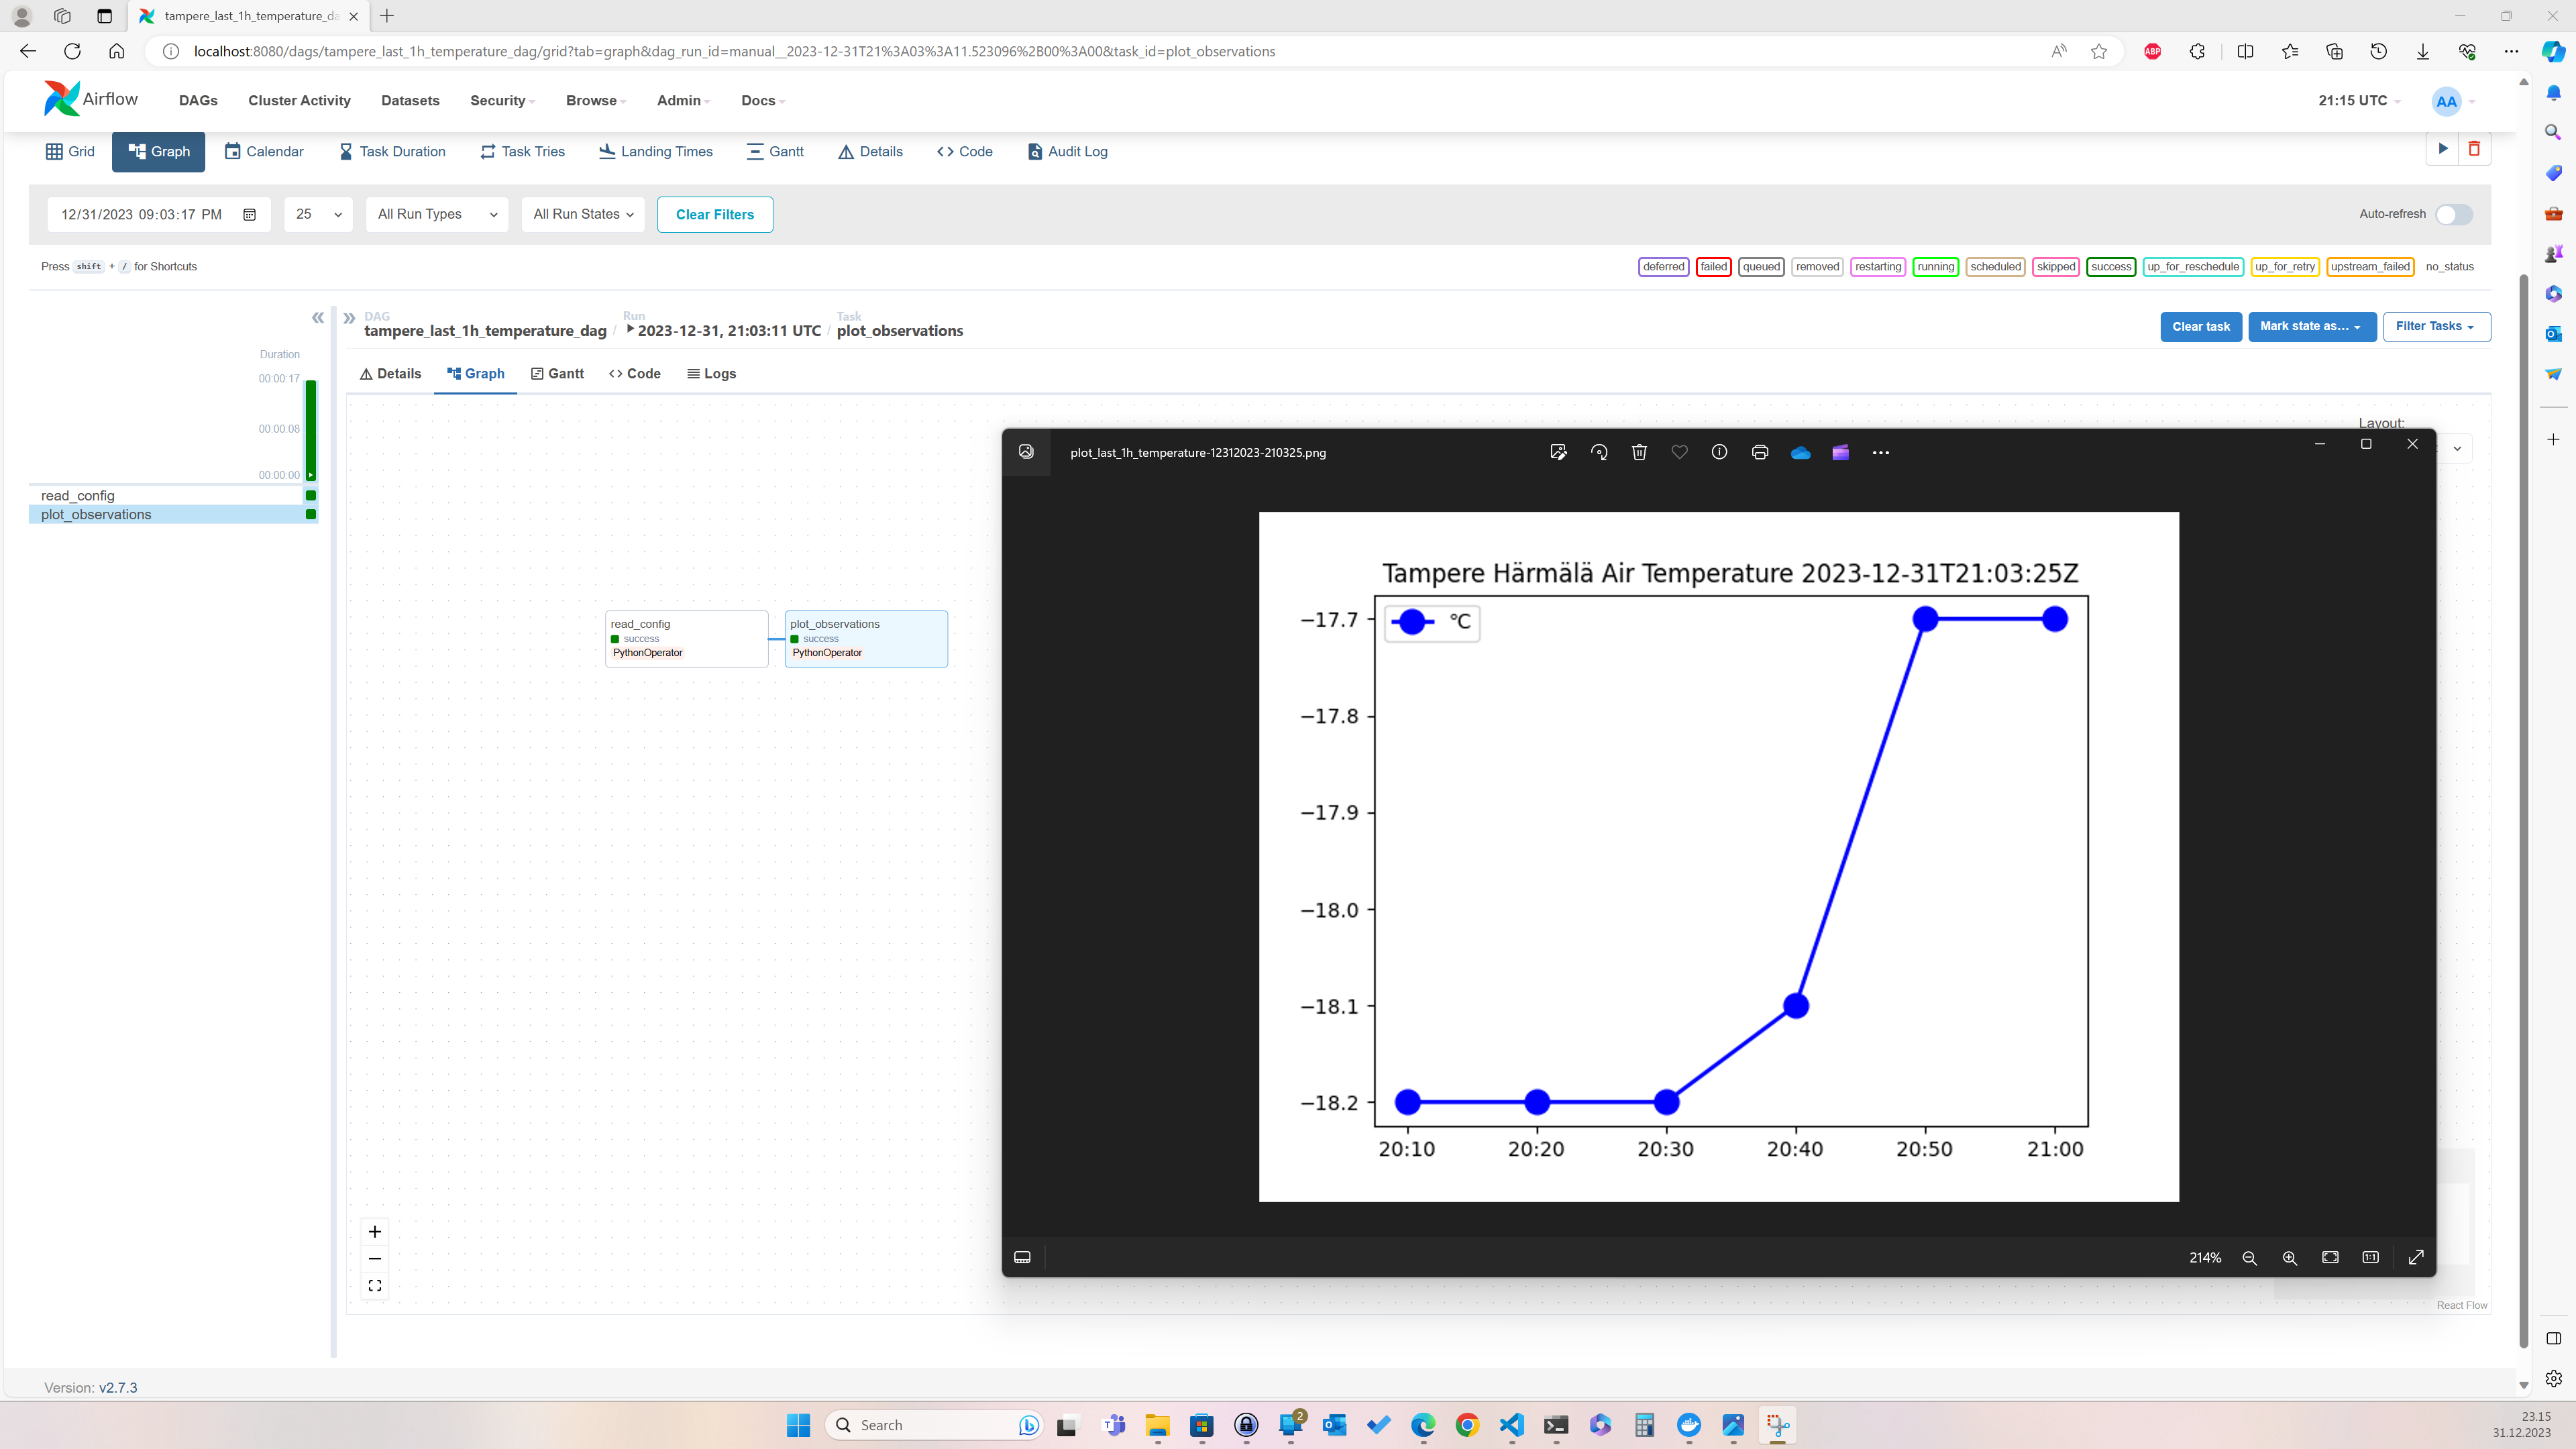 tampere_last_1h_temperature_da
localhost:8080/dags/tampere_last_1h_temperature_dag/grid?tab=graph&dag_run_id=manual__2023-12-31T21%3A03%3A11.523096%2B00%3A00&task_id=plot_observations
ABP
Airflow DAGs Cluster Activity Datasets Security Browse Admin Docs 21:15 UTC AA
Grid Graph Calendar Task Duration Task Tries Landing Times Gantt Details Code Audit Log
12/31/2023 09:03:17 PM 25 All Run Types All Run States Clear Filters Auto-refresh
Press shift + / for Shortcuts deferred failed queued removed restarting running scheduled skipped success up_for_reschedule up_for_retry upstream_failed no_status
DAG Run Task
tampere_last_1h_temperature_dag / 2023-12-31, 21:03:11 UTC / plot_observations
Clear task Mark state as... Filter Tasks
Duration
00:00:17
00:00:08
00:00:00
read_config
plot_observations
Details Graph Gantt Code Logs
Layout:
read_config
success
PythonOperator
plot_observations
success
PythonOperator
plot_last_1h_temperature-12312023-210325.png
Tampere Härmälä Air Temperature 2023-12-31T21:03:25Z
℃
−17.7
−17.8
−17.9
−18.0
−18.1
−18.2
20:10 20:20 20:30 20:40 20:50 21:00
214%
1:1
React Flow
Version: v2.7.3
Search
2
23.15
31.12.2023